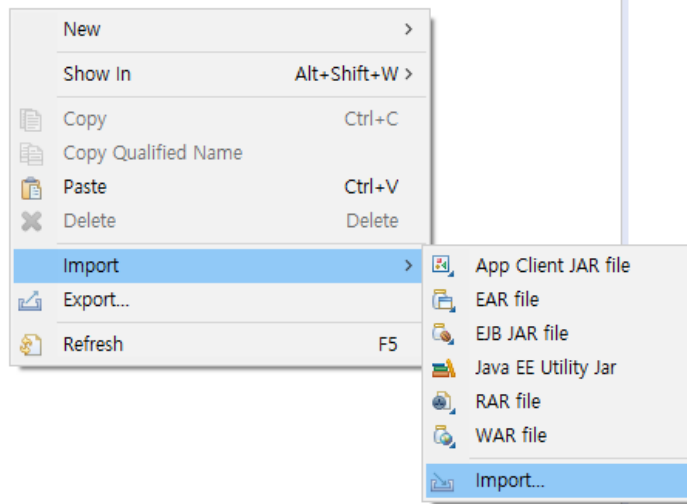 New >
Show In Alt+Shift+W >
Copy Ctrl+C
Copy Qualified Name
Paste Ctrl+V
Delete Delete
Import >
Export...
Refresh F5
App Client JAR file
EAR file
EJB JAR file
Java EE Utility Jar
RAR file
WAR file
Import...